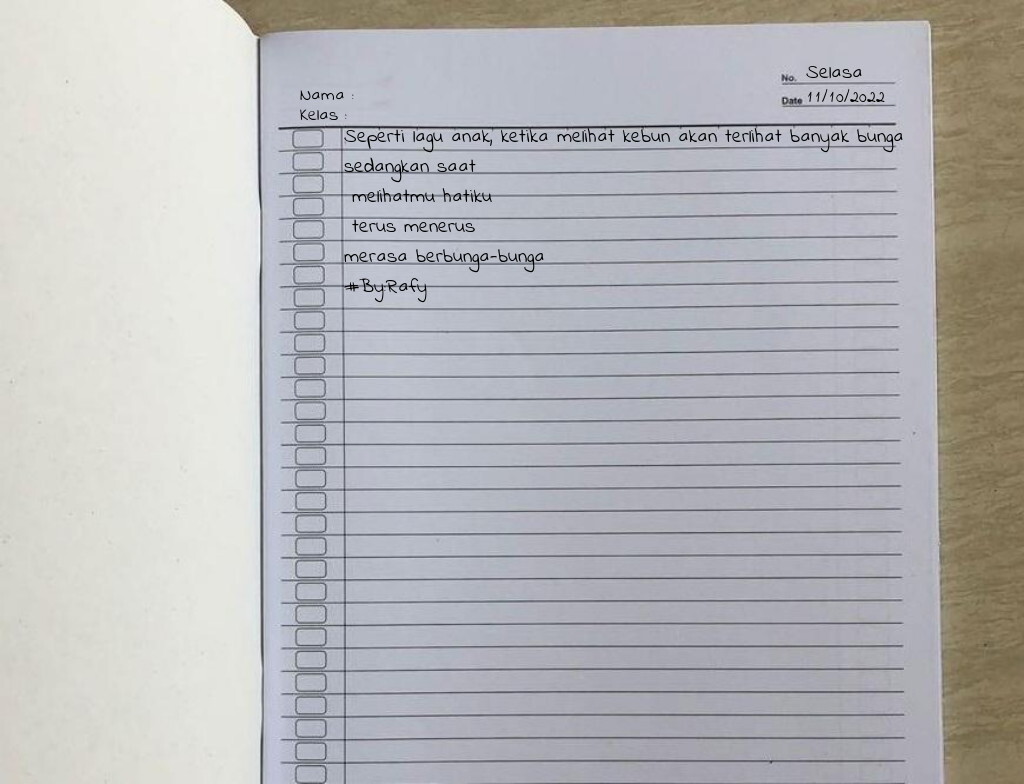 No. Selasa
Nama :
Date 11/10/2022
Kelas :
Seperti lagu anak, ketika melihat kebun akan terlihat banyak bunga
sedangkan saat
melihatmu hatiku
terus menerus
merasa berbunga-bunga
#ByRafy